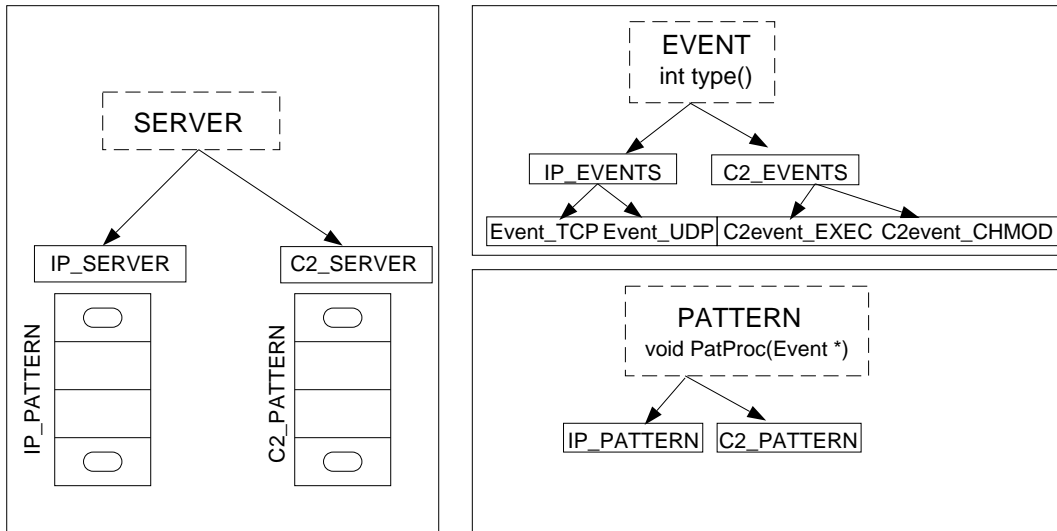 SERVER
IP_SERVER
C2_SERVER
IP_PATTERN
C2_PATTERN
EVENT
int type()
IP_EVENTS
C2_EVENTS
Event_TCP Event_UDP
C2event_EXEC C2event_CHMOD
PATTERN
void PatProc(Event *)
IP_PATTERN
C2_PATTERN